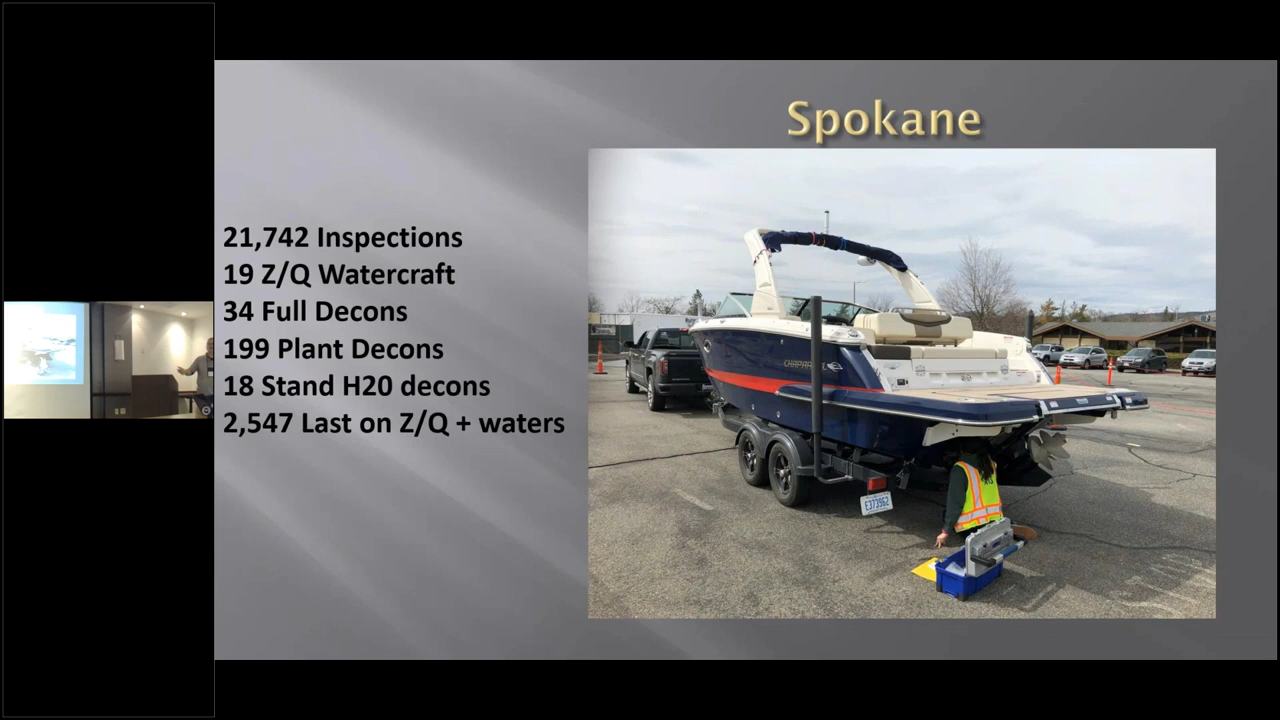 Spokane
21,742 Inspections
19 Z/Q Watercraft
34 Full Decons
199 Plant Decons
18 Stand H20 decons
2,547 Last on Z/Q + waters
E373962